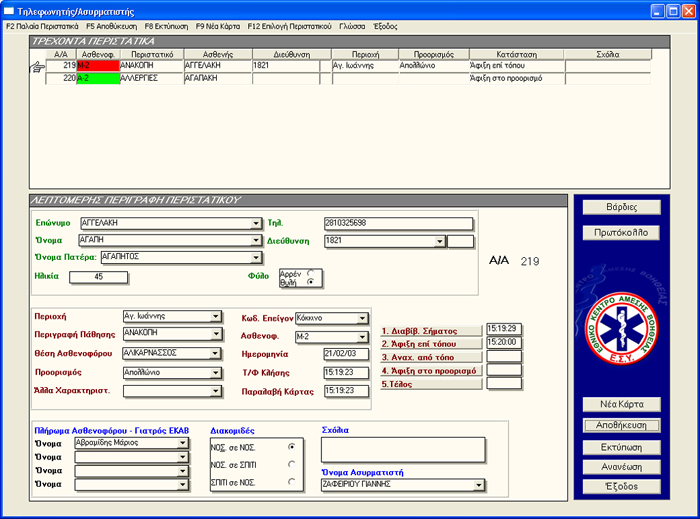 Τηλεφωνητής/Ασυρματιστής
F2 Παλαία Περιστατικά F5 Αποθύκευση F8 Εκτύπωση F9 Νέα Κάρτα F12 Επιλογή Περιστατικού Γλώσσα Έξοδος
ΤΡΕΧΟΝΤΑ ΠΕΡΙΣΤΑΤΙΚΑ
Α/Α Ασθενοφ. Περιστατικό Ασθενής Διεύθυνση Περιοχή Προορισμός Κατάσταση Σχόλια
219 Μ-2 ΑΝΑΚΟΠΗ ΑΓΓΕΛΑΚΗ 1821 Αγ. Ιωάννης Απολλώνιο Άφιξη επί τόπου
220 Α-2 ΑΛΛΕΡΓΙΕΣ ΑΓΑΠΑΚΗ Άφιξη στο προορισμό
ΛΕΠΤΟΜΕΡΗΣ ΠΕΡΙΓΡΑΦΗ ΠΕΡΙΣΤΑΤΙΚΟΥ
Επώνυμο ΑΓΓΕΛΑΚΗ Τηλ. 2810325698
Όνομα ΑΓΑΠΗ Διεύθυνση 1821
Όνομα Πατέρα: ΑΓΑΠΗΤΟΣ
Α/Α 219
Ηλικία 45 Φύλο Αρρέν
Θυλή
Περιοχή Αγ. Ιωάννης Κωδ. Επείγον Κόκκινο
Περιγραφή Πάθησης ΑΝΑΚΟΠΗ Ασθενοφ. Μ-2
Θέση Ασθενοφόρου ΑΛΙΚΑΡΝΑΣΣΟΣ Ημερομηνία 21/02/03
Προορισμός Απολλώνιο Τ/Φ Κλήσης 15:19:23
Άλλα Χαρακτηριστ. Παραλαβή Κάρτας 15:19:23
1. Διαβίβ. Σήματος 15:19:29
2. Άφιξη επί τόπου 15:20:00
3. Αναχ. από τόπο
4. Άφιξη στο προορισμό
5.Τέλος
Πλήρωμα Ασθενοφόρου - Γιατρός ΕΚΑΒ
Όνομα Αβραμίδης Μάριος
Όνομα
Όνομα
Όνομα
Διακομιδές
ΝΟΣ. σε ΝΟΣ.
ΝΟΣ. σε ΣΠΙΤΙ
ΣΠΙΤΙ σε ΝΟΣ.
Σχόλια
Όνομα Ασυρματιστή
ΖΑΦΕΙΡΙΟΥ ΓΙΑΝΝΗΣ
Βάρδιες
Πρωτόκολλο
ΑΜΕΣΗΣ ΒΟΗΘΕΙΑΣ
ΕΘΝΙΚΟ ΚΕΝΤΡΟ ΑΜΕΣΗΣ ΒΟΗΘΕΙΑΣ
Ε.Σ.Υ.
Νέα Κάρτα
Αποθήκευση
Εκτύπωση
Ανανέωση
Έξοδος